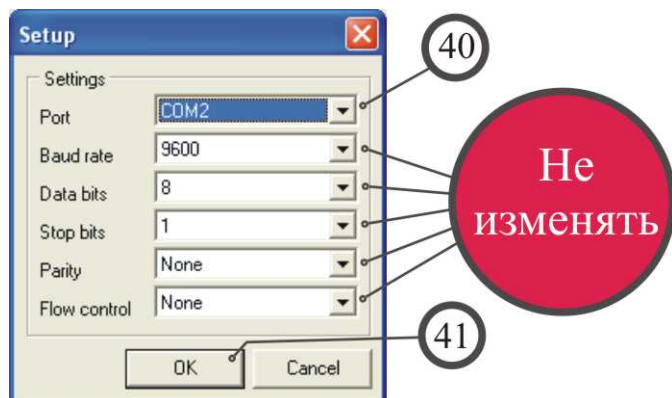 Setup
40
Settings
Port COM2
Baud rate 9600
Data bits 8
Stop bits 1
Parity None
Flow control None
Не
изменять
41
OK Cancel